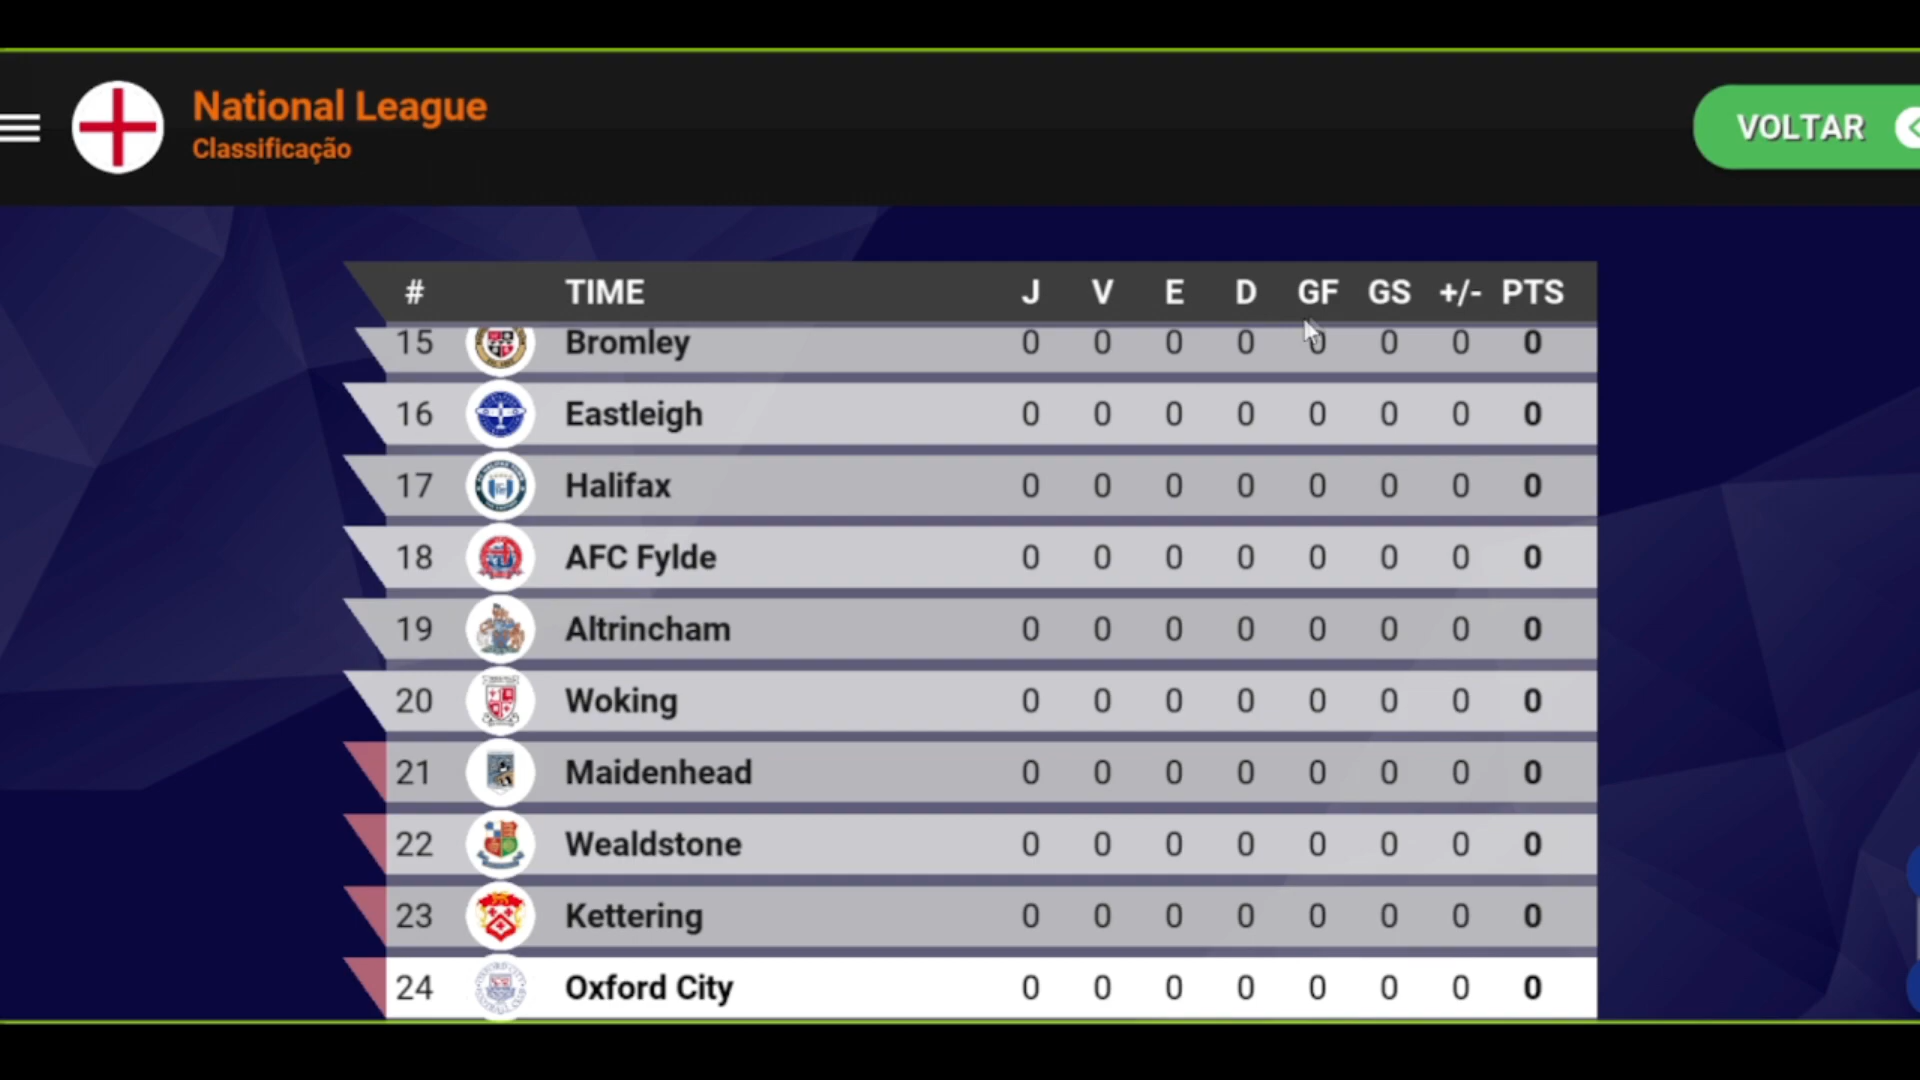 National League
Classificação
VOLTAR
# TIME J V E D GF GS +/- PTS
15 Bromley 0 0 0 0 0 0 0 0
16 Eastleigh 0 0 0 0 0 0 0 0
17 Halifax 0 0 0 0 0 0 0 0
18 AFC Fylde 0 0 0 0 0 0 0 0
19 Altrincham 0 0 0 0 0 0 0 0
20 Woking 0 0 0 0 0 0 0 0
21 Maidenhead 0 0 0 0 0 0 0 0
22 Wealdstone 0 0 0 0 0 0 0 0
23 Kettering 0 0 0 0 0 0 0 0
24 Oxford City 0 0 0 0 0 0 0 0